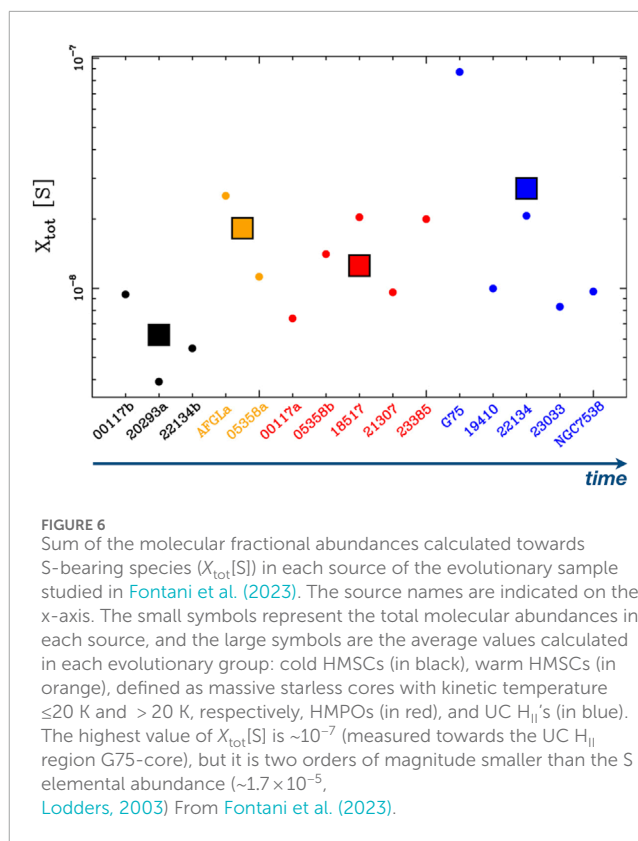 10⁻⁷
10⁻⁸
X_tot [S]
00117b
20293a
22134b
AFGLa
05358a
00117a
05358b
18517
21307
23385
G75
19410
22134
23033
NGC7538
time
FIGURE 6
Sum of the molecular fractional abundances calculated towards
S-bearing species (X_tot[S]) in each source of the evolutionary sample
studied in Fontani et al. (2023). The source names are indicated on the
x-axis. The small symbols represent the total molecular abundances in
each source, and the large symbols are the average values calculated
in each evolutionary group: cold HMSCs (in black), warm HMSCs (in
orange), defined as massive starless cores with kinetic temperature
≤20 K and > 20 K, respectively, HMPOs (in red), and UC H_II's (in blue).
The highest value of X_tot[S] is ~10⁻⁷ (measured towards the UC H_II
region G75-core), but it is two orders of magnitude smaller than the S
elemental abundance (~1.7 × 10⁻⁵,
Lodders, 2003) From Fontani et al. (2023).